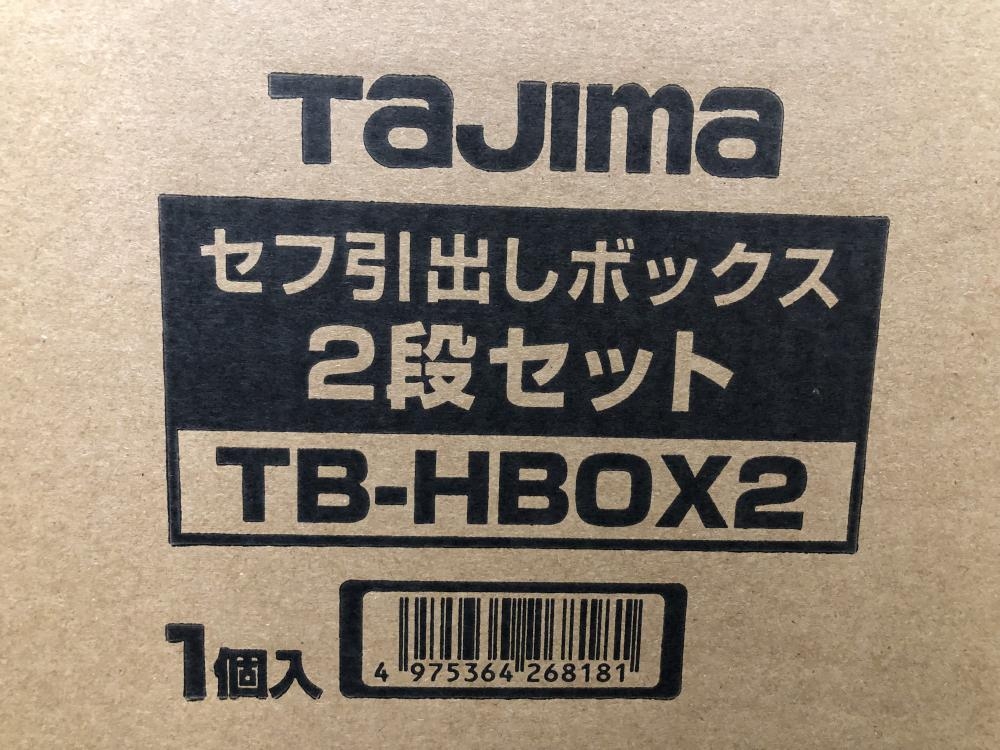 Tajima
セフ引出しボックス
2段セット
TB-HBOX2
1個入
4 975364 268181